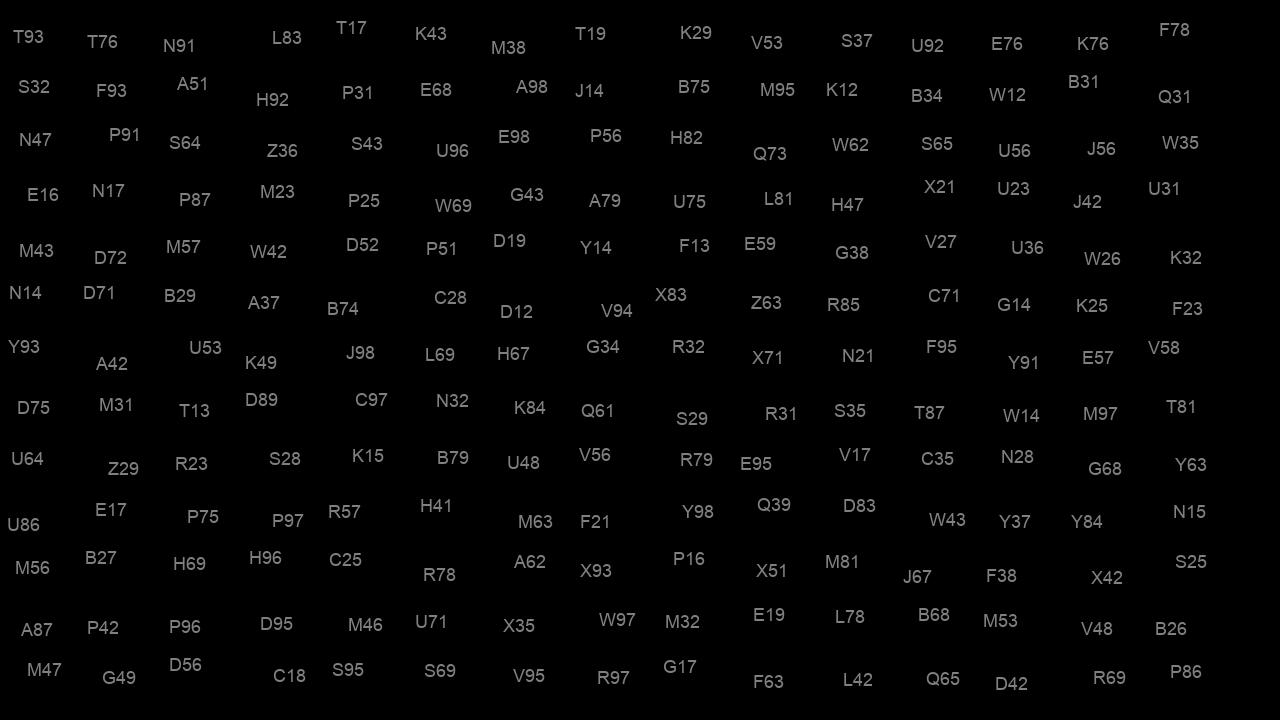 T93 T76 N91 L83 T17 K43 M38 T19 K29 V53 S37 U92 E76 K76 F78
S32 F93 A51 H92 P31 E68 A98 J14 B75 M95 K12 B34 W12 B31 Q31
N47 P91 S64 Z36 S43 U96 E98 P56 H82 Q73 W62 S65 U56 J56 W35
E16 N17 P87 M23 P25 W69 G43 A79 U75 L81 H47 X21 U23 J42 U31
M43 D72 M57 W42 D52 P51 D19 Y14 F13 E59 G38 V27 U36 W26 K32
N14 D71 B29 A37 B74 C28 D12 V94 X83 Z63 R85 C71 G14 K25 F23
Y93 A42 U53 K49 J98 L69 H67 G34 R32 X71 N21 F95 Y91 E57 V58
D75 M31 T13 D89 C97 N32 K84 Q61 S29 R31 S35 T87 W14 M97 T81
U64 Z29 R23 S28 K15 B79 U48 V56 R79 E95 V17 C35 N28 G68 Y63
U86 E17 P75 P97 R57 H41 M63 F21 Y98 Q39 D83 W43 Y37 Y84 N15
M56 B27 H69 H96 C25 R78 A62 X93 P16 X51 M81 J67 F38 X42 S25
A87 P42 P96 D95 M46 U71 X35 W97 M32 E19 L78 B68 M53 V48 B26
M47 G49 D56 C18 S95 S69 V95 R97 G17 F63 L42 Q65 D42 R69 P86